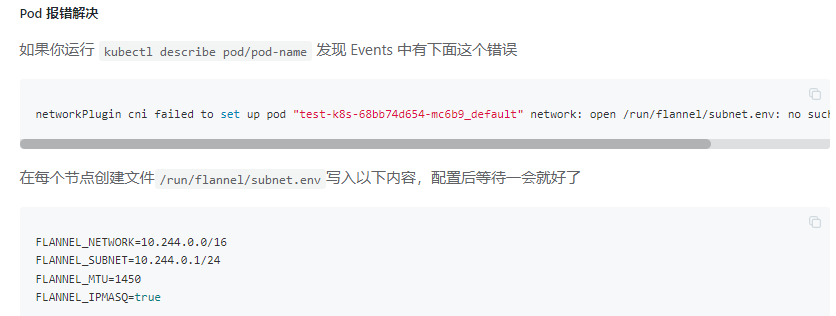 Pod 报错解决
如果你运行 kubectl describe pod/pod-name 发现 Events 中有下面这个错误
networkPlugin cni failed to set up pod "test-k8s-68bb74d654-mc6b9_default" network: open /run/flannel/subnet.env: no such
在每个节点创建文件 /run/flannel/subnet.env 写入以下内容，配置后等待一会就好了
FLANNEL_NETWORK=10.244.0.0/16
FLANNEL_SUBNET=10.244.0.1/24
FLANNEL_MTU=1450
FLANNEL_IPMASQ=true